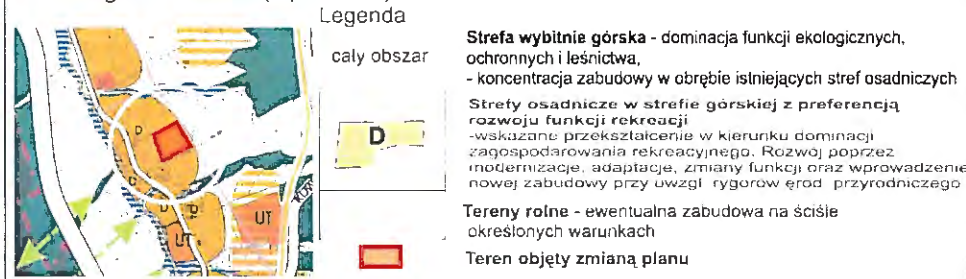 Legenda
cały obszar
Strefa wybitnie górska - dominacja funkcji ekologicznych,
ochronnych i leśnictwa,
- koncentracja zabudowy w obrębie istniejących stref osadniczych
Strefy osadnicze w strefie górskiej z preferencją
rozwoju funkcji rekreacji
-wskazane przekształcenie w kierunku dominacji
zagospodarowania rekreacyjnego. Rozwój poprzez
modernizacje, adaptacje, zmiany funkcji oraz wprowadzenie
nowej zabudowy przy uwzgl rygorów środ przyrodniczego
D
Tereny rolne - ewentualna zabudowa na ściśle
określonych warunkach
Teren objęty zmianą planu
D
D
UT
UT